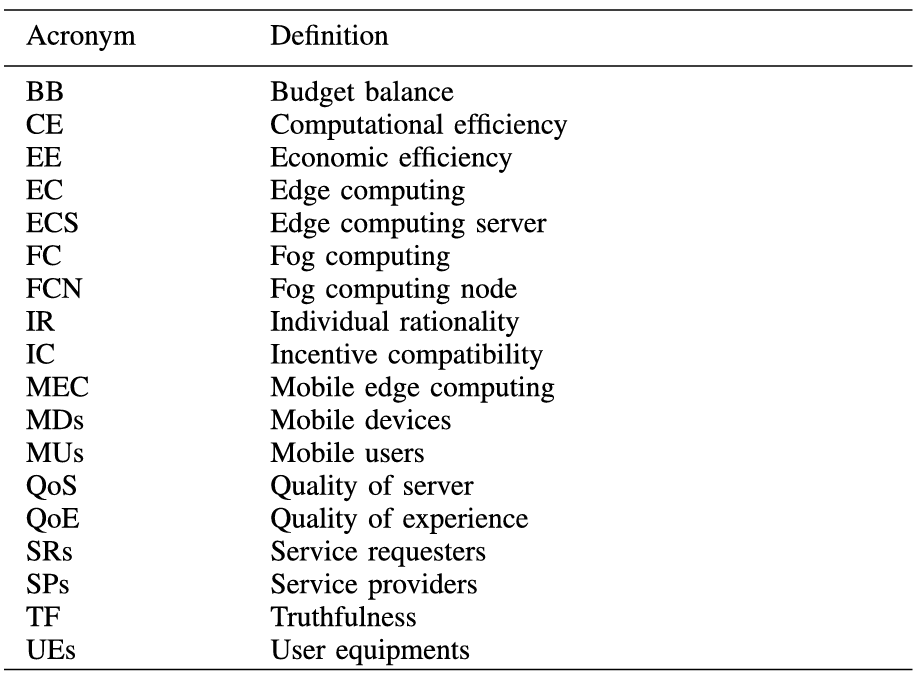 Acronym Definition
BB Budget balance
CE Computational efficiency
EE Economic efficiency
EC Edge computing
ECS Edge computing server
FC Fog computing
FCN Fog computing node
IR Individual rationality
IC Incentive compatibility
MEC Mobile edge computing
MDs Mobile devices
MUs Mobile users
QoS Quality of server
QoE Quality of experience
SRs Service requesters
SPs Service providers
TF Truthfulness
UEs User equipments